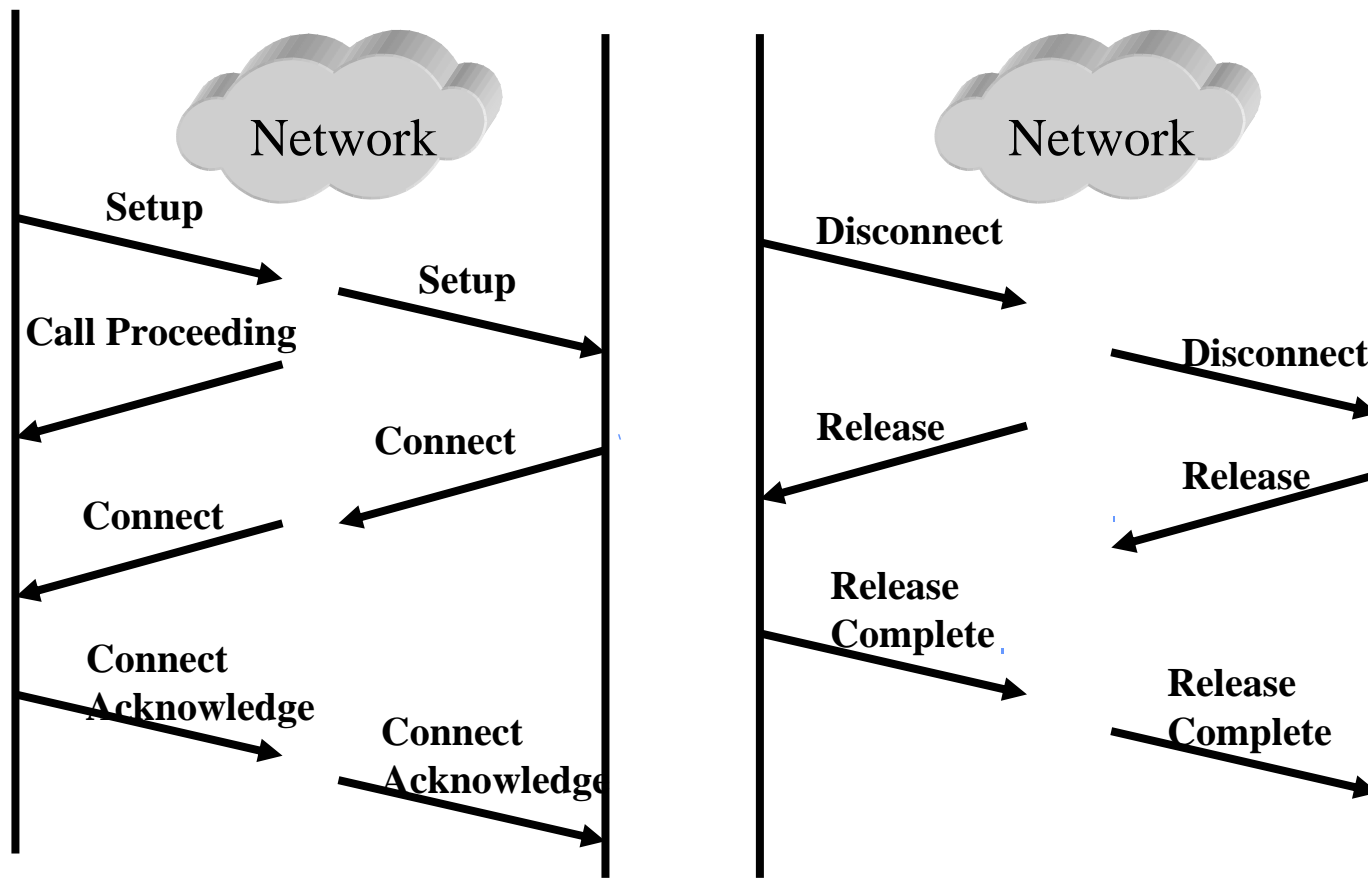 Network
Setup
Setup
Call Proceeding
Connect
Connect
Connect
Acknowledge
Connect
Acknowledge
Network
Disconnect
Disconnect
Release
Release
Release
Complete
Release
Complete